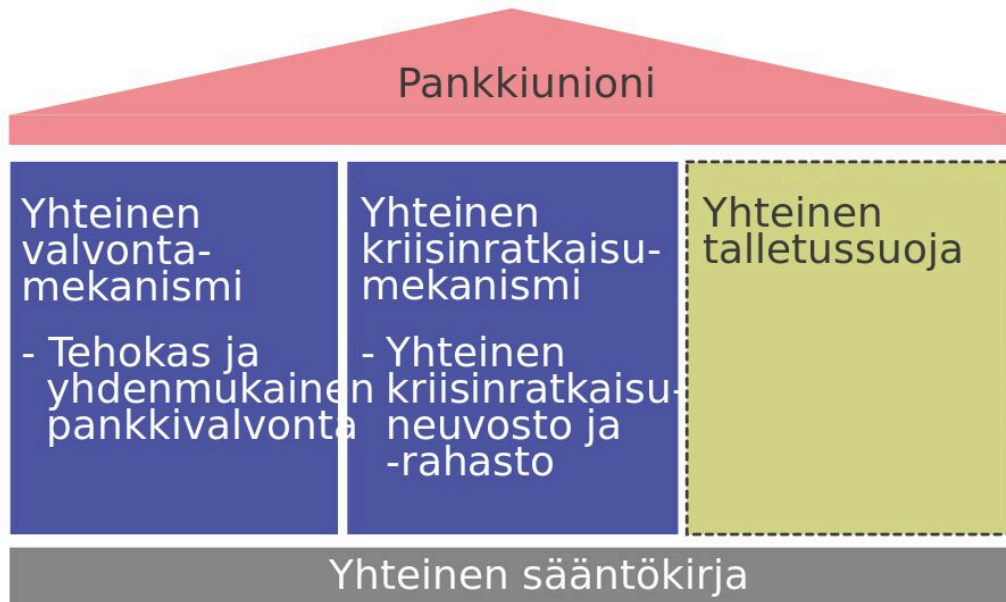 Pankkiunioni
Yhteinen
valvonta-
mekanismi
- Tehokas ja
yhdenmukainen
pankkivalvonta
Yhteinen
kriisinratkaisu-
mekanismi
- Yhteinen
kriisinratkaisu-
neuvosto ja
-rahasto
Yhteinen
talletussuoja
Yhteinen sääntökirja